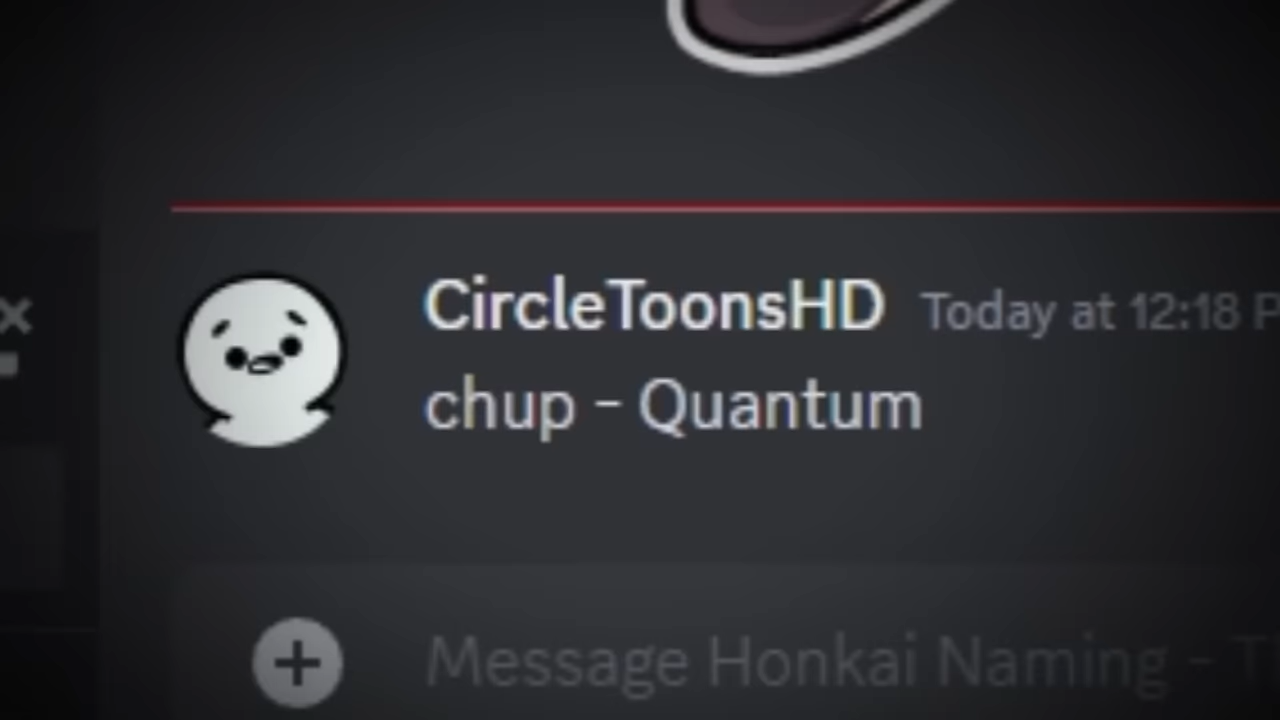 CircleToonsHD Today at 12:18
chup - Quantum
Message Honkai Naming -